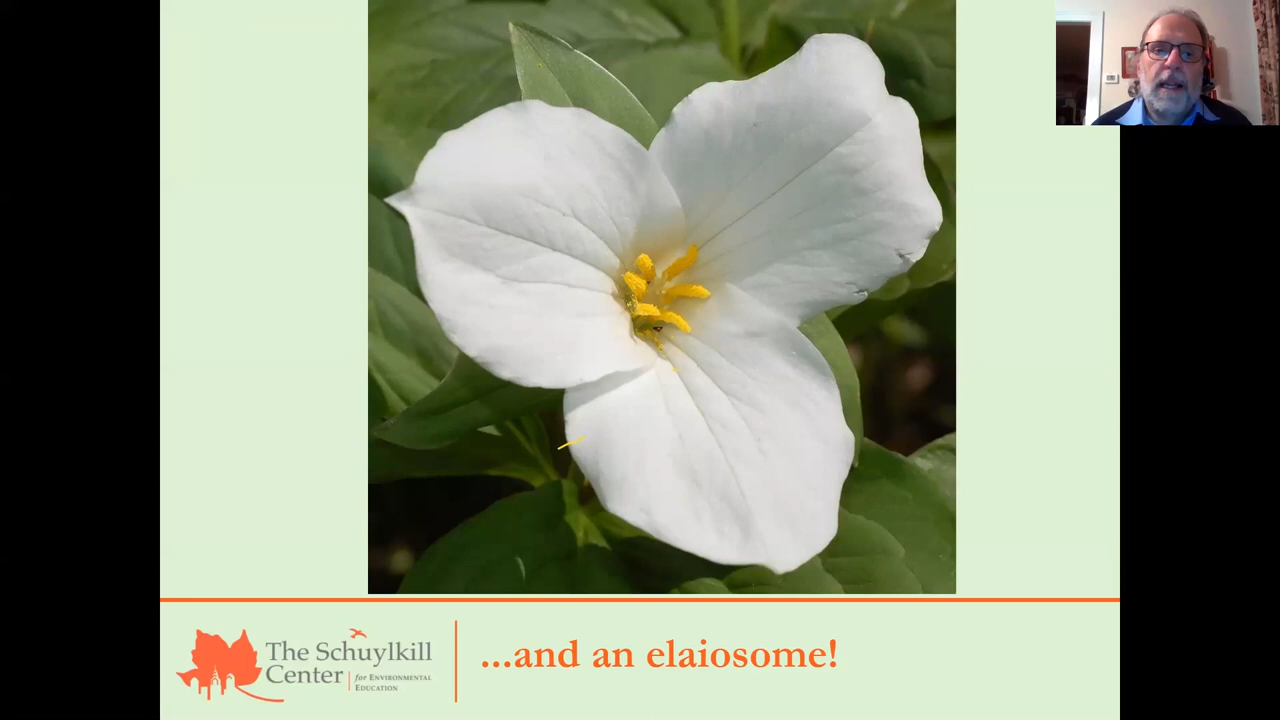 The Schuylkill
Center
for ENVIRONMENTAL
EDUCATION
...and an elaiosome!